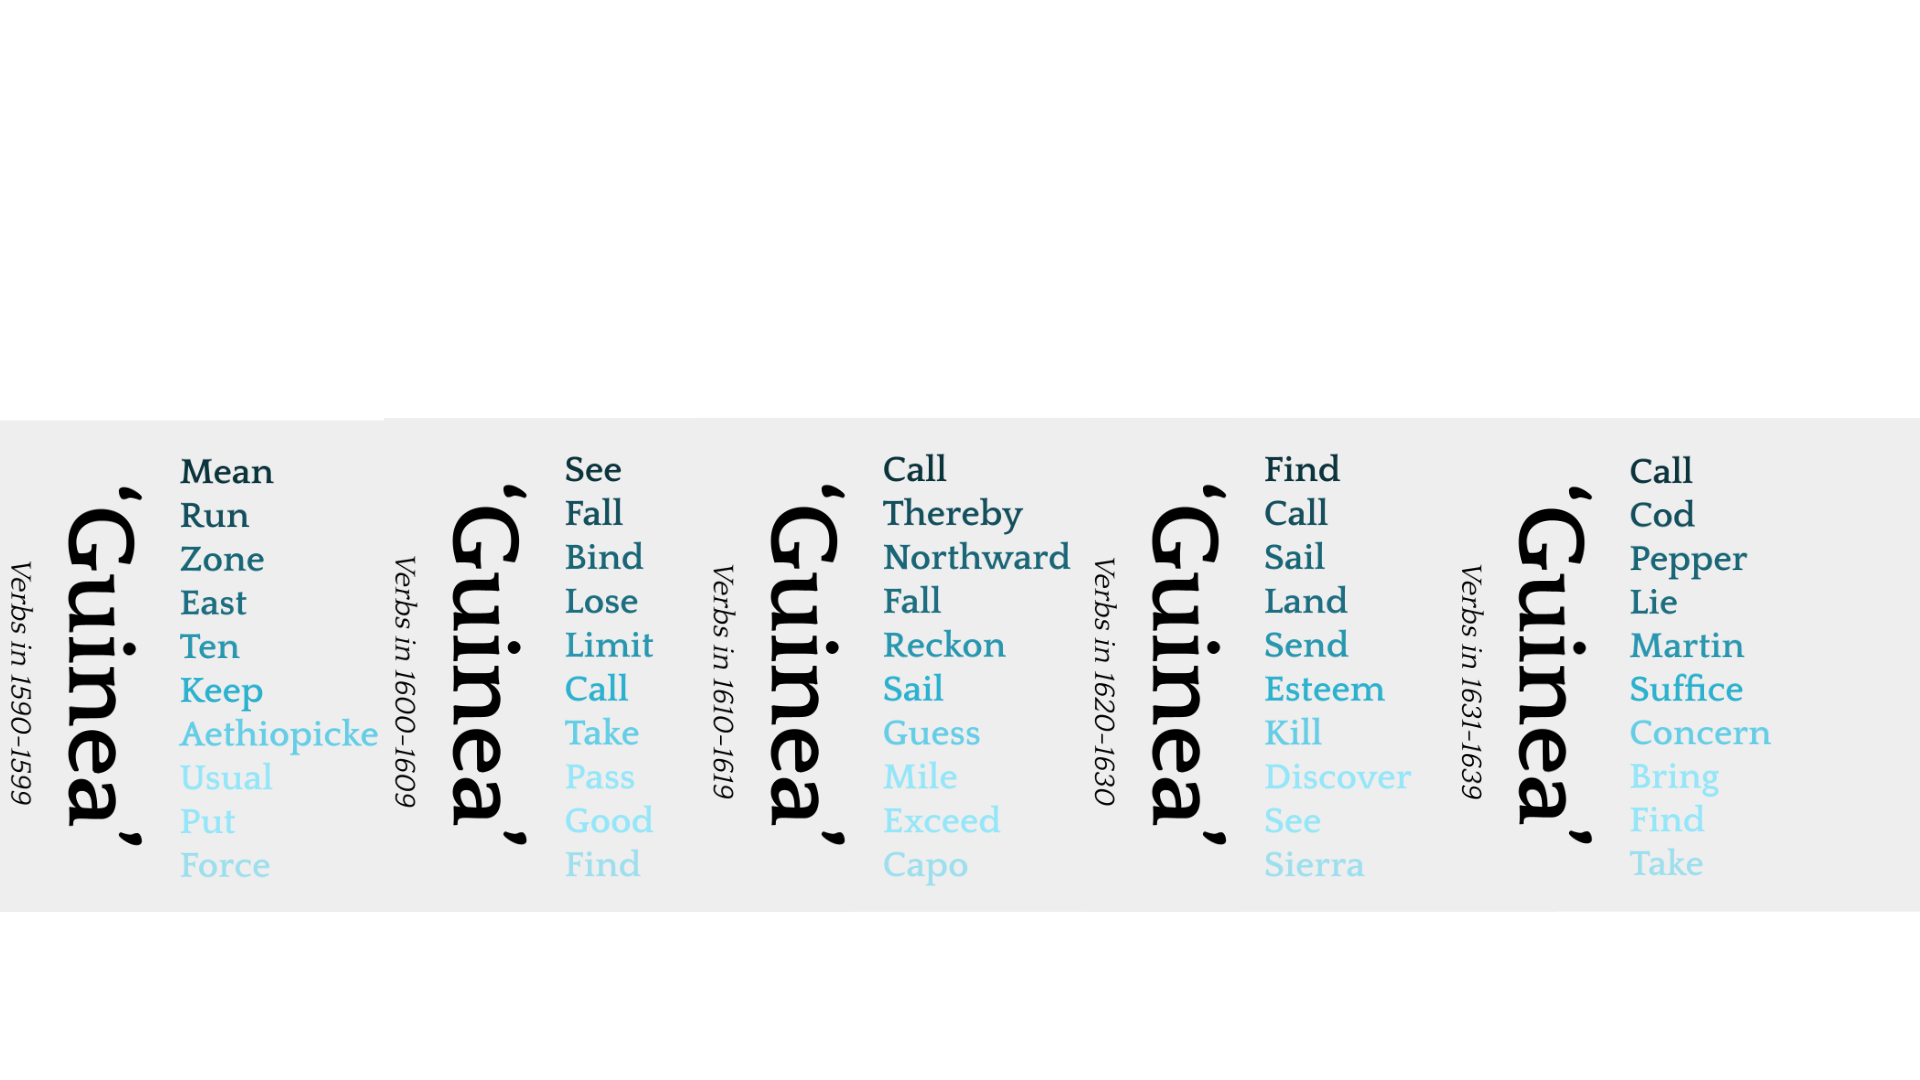 Verbs in 1590-1599
‘Guinea’
Mean
Run
Zone
East
Ten
Keep
Aethiopicke
Usual
Put
Force
Verbs in 1600-1609
‘Guinea’
See
Fall
Bind
Lose
Limit
Call
Take
Pass
Good
Find
Verbs in 1610-1619
‘Guinea’
Call
Thereby
Northward
Fall
Reckon
Sail
Guess
Mile
Exceed
Capo
Verbs in 1620-1630
‘Guinea’
Find
Call
Sail
Land
Send
Esteem
Kill
Discover
See
Sierra
Verbs in 1631-1639
‘Guinea’
Call
Cod
Pepper
Lie
Martin
Suffice
Concern
Bring
Find
Take